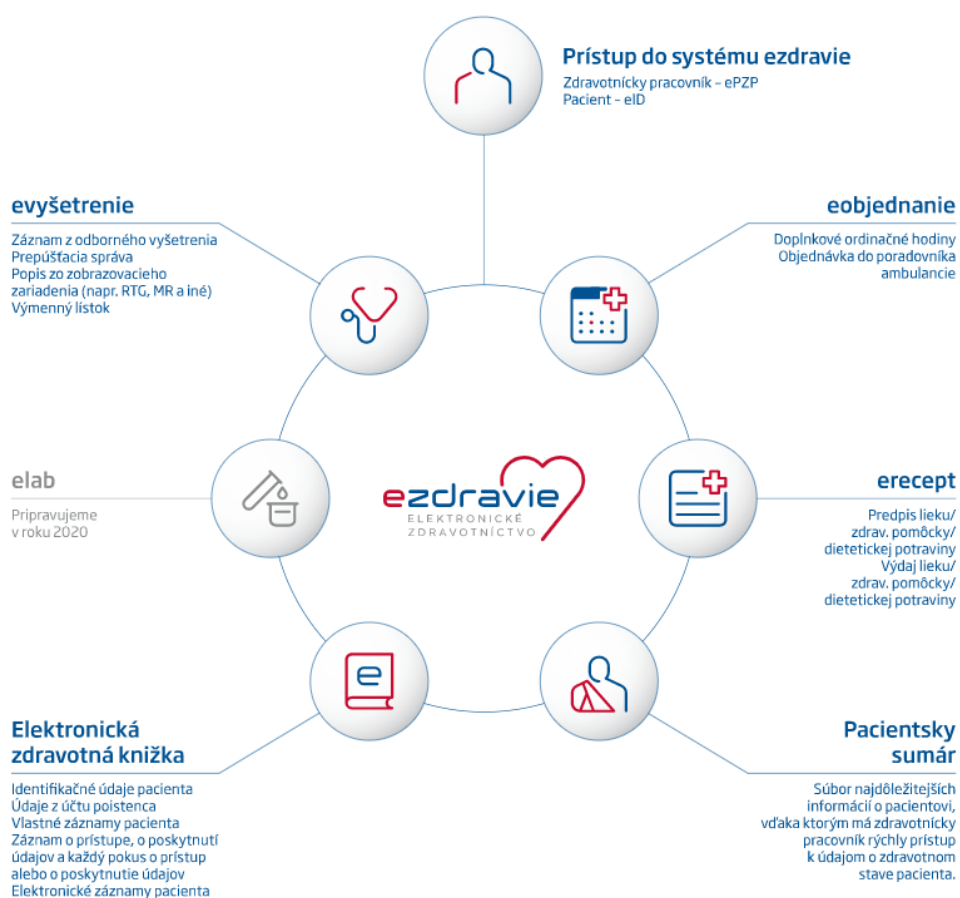 Prístup do systému ezdravie
Zdravotnícky pracovník – ePZP
Pacient – eID
evyšetrenie
Záznam z odborného vyšetrenia
Prepúšťacia správa
Popis zo zobrazovacieho
zariadenia (napr. RTG, MR a iné)
Výmenný lístok
eobjednanie
Doplnkové ordinačné hodiny
Objednávka do poradovníka
ambulancie
elab
Pripravujeme
v roku 2020
ezdravie
ELEKTRONICKÉ
ZDRAVOTNÍCTVO
erecept
Predpis lieku/
zdrav. pomôcky/
dietetickej potraviny
Výdaj lieku/
zdrav. pomôcky/
dietetickej potraviny
e
Elektronická
zdravotná knižka
Identifikačné údaje pacienta
Údaje z účtu poistenca
Vlastné záznamy pacienta
Záznam o prístupe, o poskytnutí
údajov a každý pokus o prístup
alebo o poskytnutie údajov
Elektronické záznamy pacienta
Pacientsky
sumár
Súbor najdôležitejších
informácií o pacientovi,
vďaka ktorým má zdravotnícky
pracovník rýchly prístup
k údajom o zdravotnom
stave pacienta.